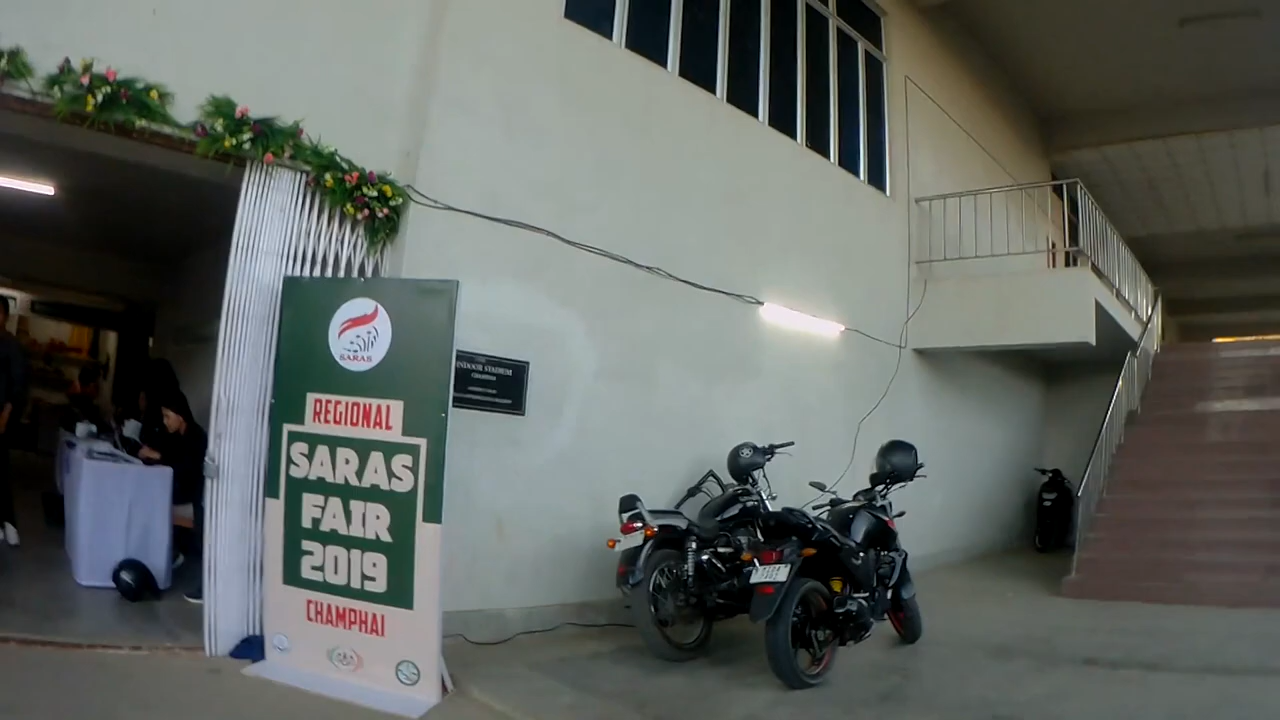 SARAS
REGIONAL
SARAS
FAIR
2019
CHAMPHAI
INDOOR STADIUM